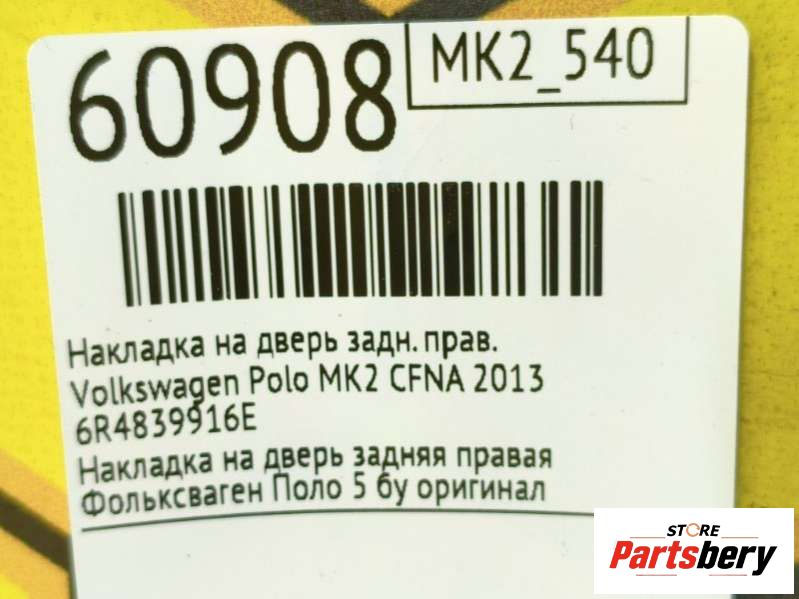 60908
MK2_540
Накладка на дверь задн. прав.
Volkswagen Polo MK2 CFNA 2013
6R4839916E
Накладка на дверь задняя правая
Фольксваген Поло 5 бу оригинал
STORE
Partsbery